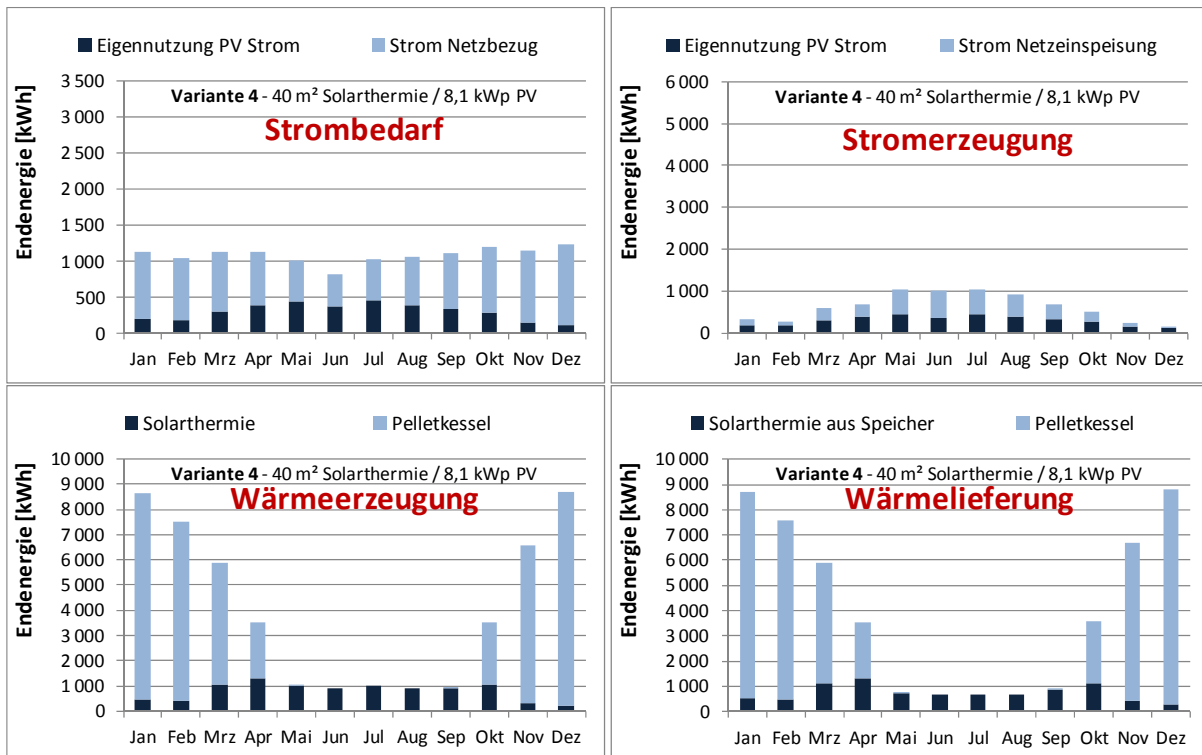 Eigennutzung PV Strom Strom Netzbezug
Endenergie [kWh]
3 500
3 000
2 500
2 000
1 500
1 000
500
0
Variante 4 - 40 m² Solarthermie / 8,1 kWp PV
Strombedarf
Jan Feb Mrz Apr Mai Jun Jul Aug Sep Okt Nov Dez
Eigennutzung PV Strom Strom Netzeinspeisung
Endenergie [kWh]
6 000
5 000
4 000
3 000
2 000
1 000
0
Variante 4 - 40 m² Solarthermie / 8,1 kWp PV
Stromerzeugung
Jan Feb Mrz Apr Mai Jun Jul Aug Sep Okt Nov Dez
Solarthermie Pelletkessel
Endenergie [kWh]
10 000
9 000
8 000
7 000
6 000
5 000
4 000
3 000
2 000
1 000
0
Variante 4 - 40 m² Solarthermie / 8,1 kWp PV
Wärmeerzeugung
Jan Feb Mrz Apr Mai Jun Jul Aug Sep Okt Nov Dez
Solarthermie aus Speicher Pelletkessel
Endenergie [kWh]
10 000
9 000
8 000
7 000
6 000
5 000
4 000
3 000
2 000
1 000
0
Variante 4 - 40 m² Solarthermie / 8,1 kWp PV
Wärmelieferung
Jan Feb Mrz Apr Mai Jun Jul Aug Sep Okt Nov Dez